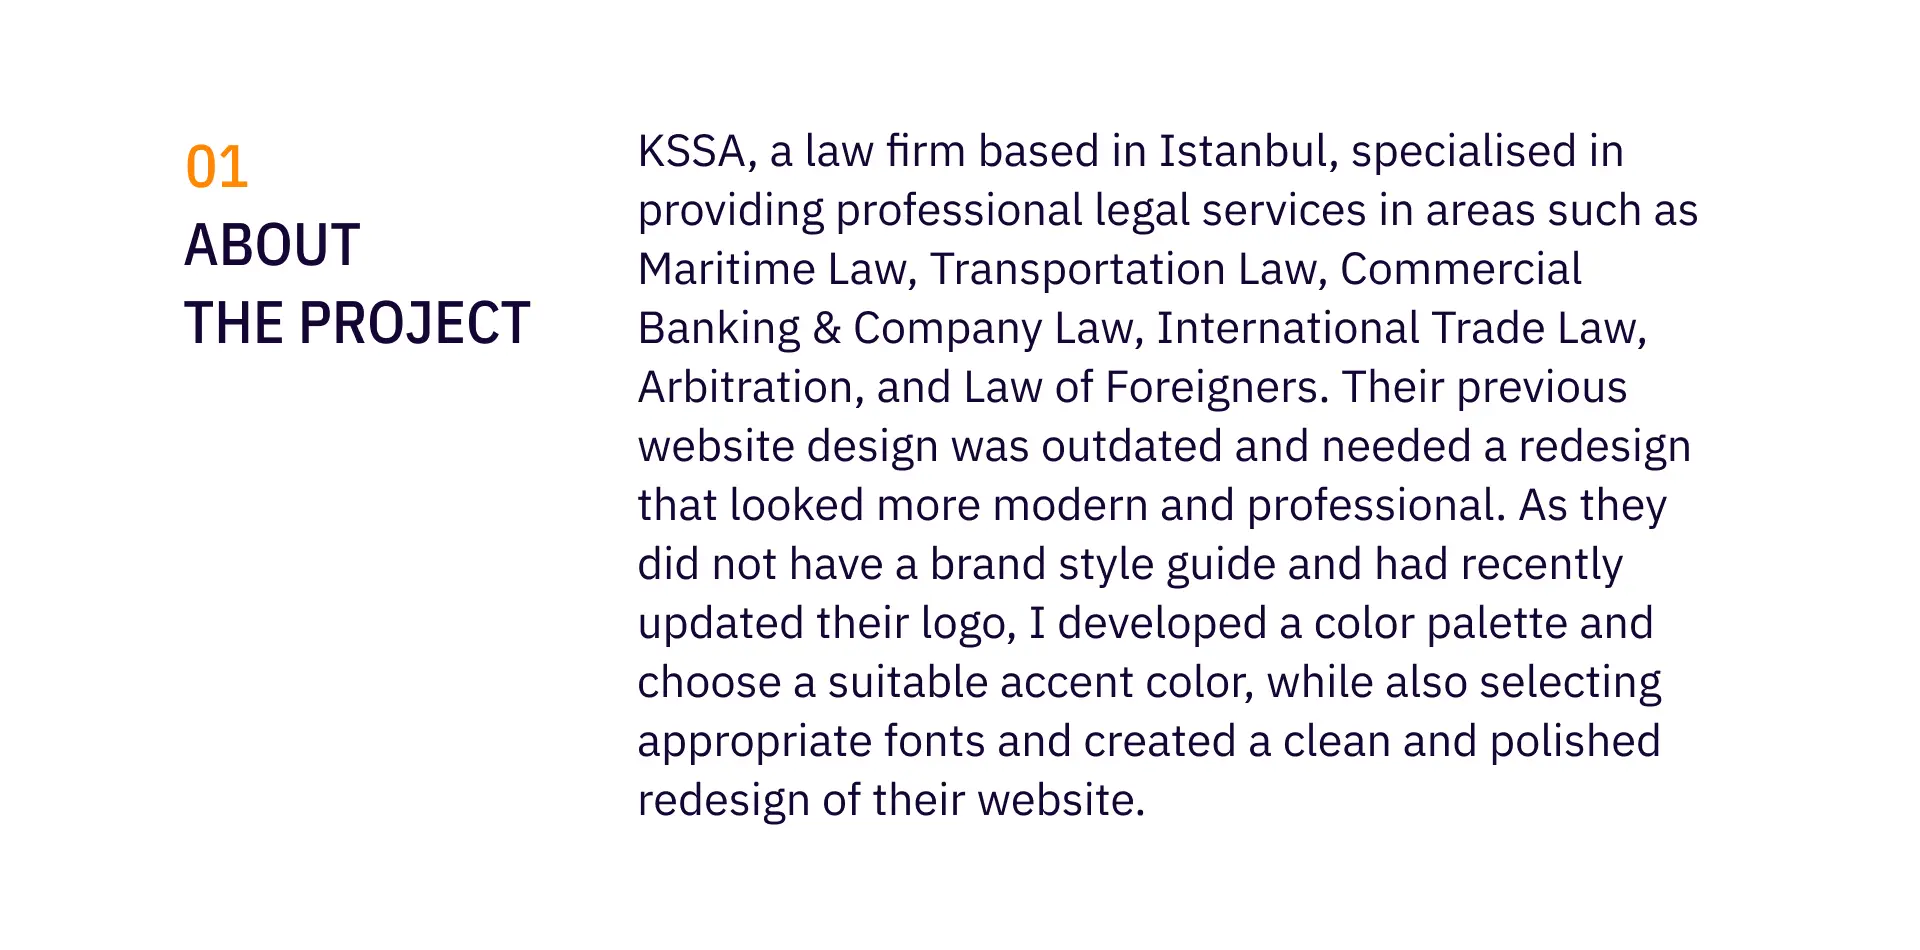 01
ABOUT
THE PROJECT
KSSA, a law firm based in Istanbul, specialised in
providing professional legal services in areas such as
Maritime Law, Transportation Law, Commercial
Banking & Company Law, International Trade Law,
Arbitration, and Law of Foreigners. Their previous
website design was outdated and needed a redesign
that looked more modern and professional. As they
did not have a brand style guide and had recently
updated their logo, I developed a color palette and
choose a suitable accent color, while also selecting
appropriate fonts and created a clean and polished
redesign of their website.